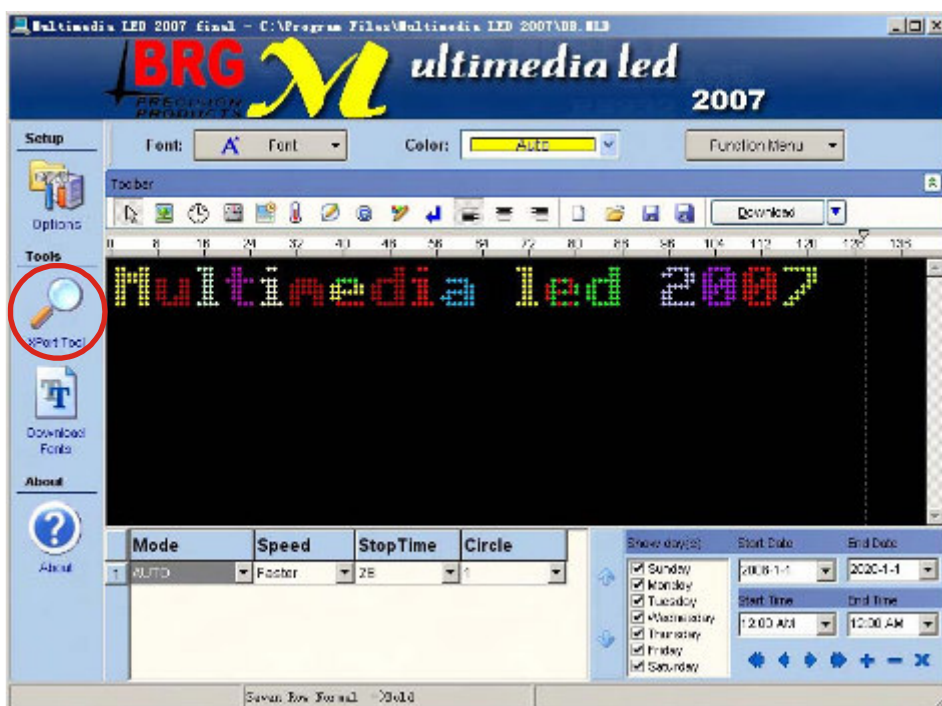 Multimedia LED 2007 final - C:\Program Files\Multimedia LED 2007\DB.MLD
BRG
PRECISION
PRODUCTS
Multimedia led
2007
Setup
Font: A Font
Color: Auto
Function Menu
Options
Toolbar
Download
Tools
0 8 16 24 32 40 48 56 64 72 80 88 96 104 112 120 128 136
Multimedia led 2007
XPort Tool
Download
Fonts
About
About
Mode Speed StopTime Circle
1 AUTO Faster 1
Show day(s)
Sunday
Monday
Tuesday
Wednesday
Thursday
Friday
Saturday
Start Date End Date
2020-1-1
Start Time End Time
12:00 AM 12:00 AM
Seven Row Normal ->Bold